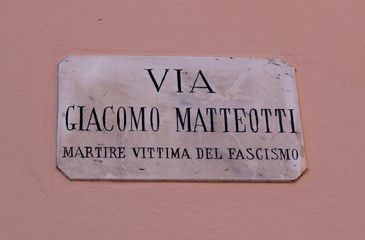 VIA
GIACOMO MATTEOTTI
MARTIRE VITTIMA DEL FASCISMO